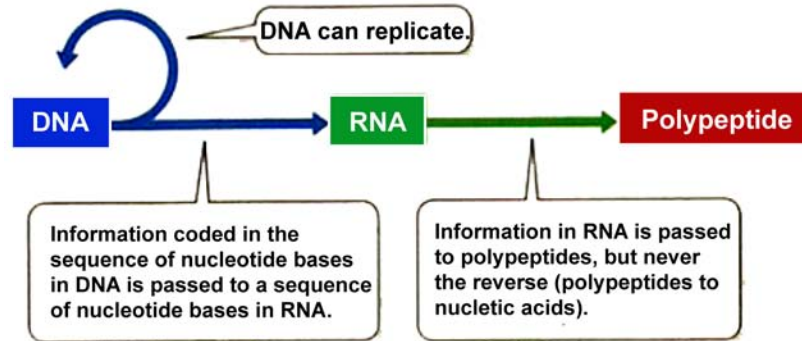 DNA can replicate.
DNA
RNA
Polypeptide
Information coded in the
sequence of nucleotide bases
in DNA is passed to a sequence
of nucleotide bases in RNA.
Information in RNA is passed
to polypeptides, but never
the reverse (polypeptides to
nucletic acids).